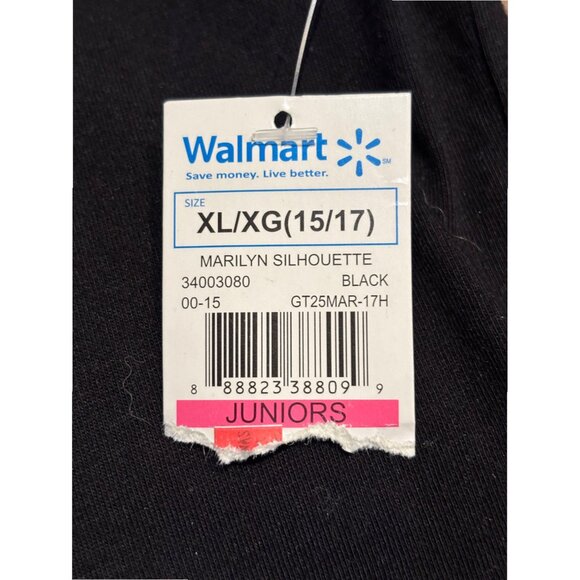 Walmart
SM
Save money. Live better.
SIZE
XL/XG(15/17)
MARILYN SILHOUETTE
34003080 BLACK
00-15 GT25MAR-17H
8 88823 38809 9
JUNIORS